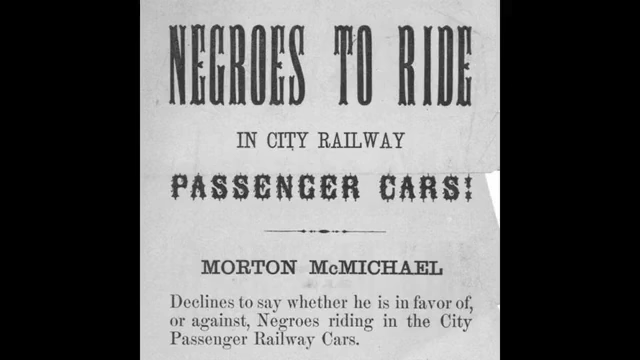 NEGROES TO RIDE
IN CITY RAILWAY
PASSENGER CARS!
MORTON McMICHAEL
Declines to say whether he is in favor of,
or against, Negroes riding in the City
Passenger Railway Cars.